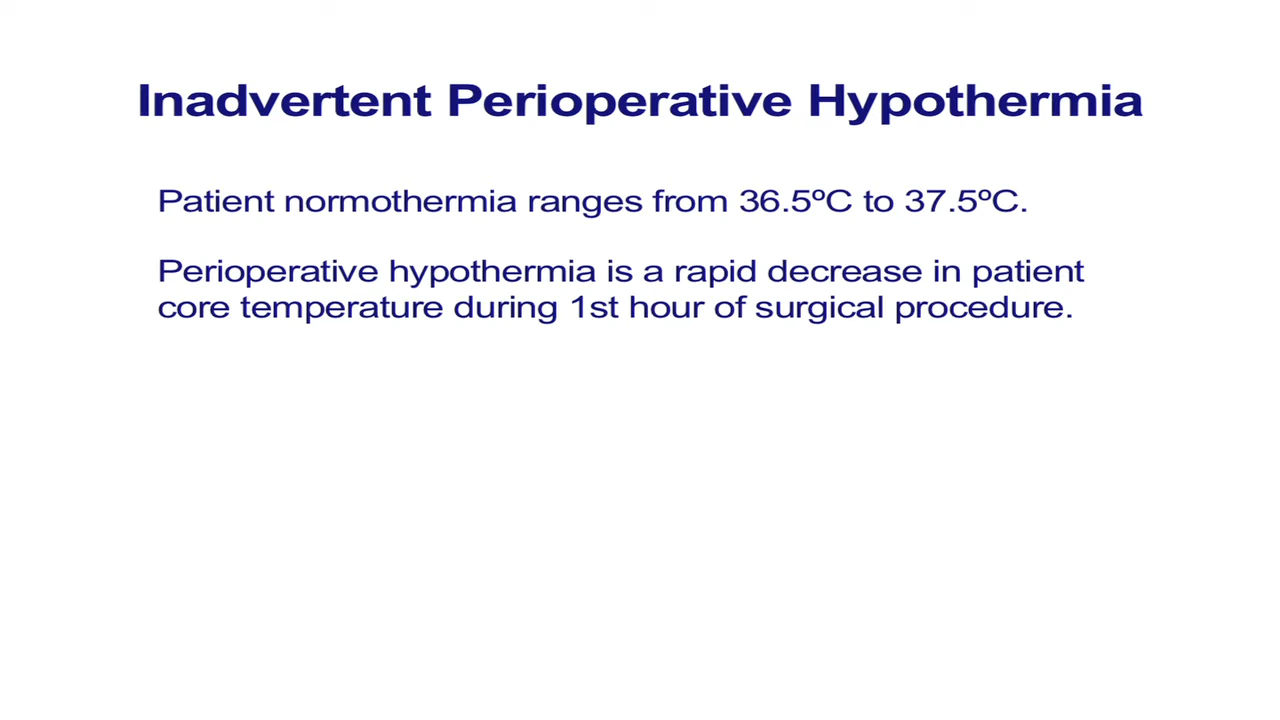 Inadvertent Perioperative Hypothermia
Patient normothermia ranges from 36.5ºC to 37.5ºC.
Perioperative hypothermia is a rapid decrease in patient
core temperature during 1st hour of surgical procedure.